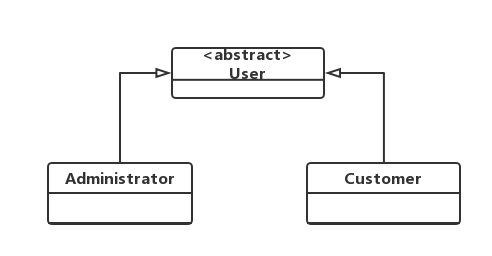 <abstract>
User
Administrator
Customer